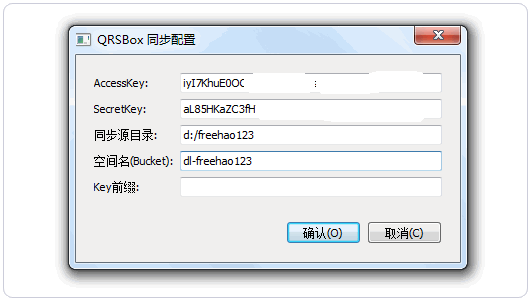 QRSBox 同步配置
AccessKey: iyI7KhuE0OC
SecretKey: aL85HKaZC3fH
同步源目录: d:/freehao123
空间名(Bucket): dl-freehao123
Key前缀:
确认(O) 取消(C)